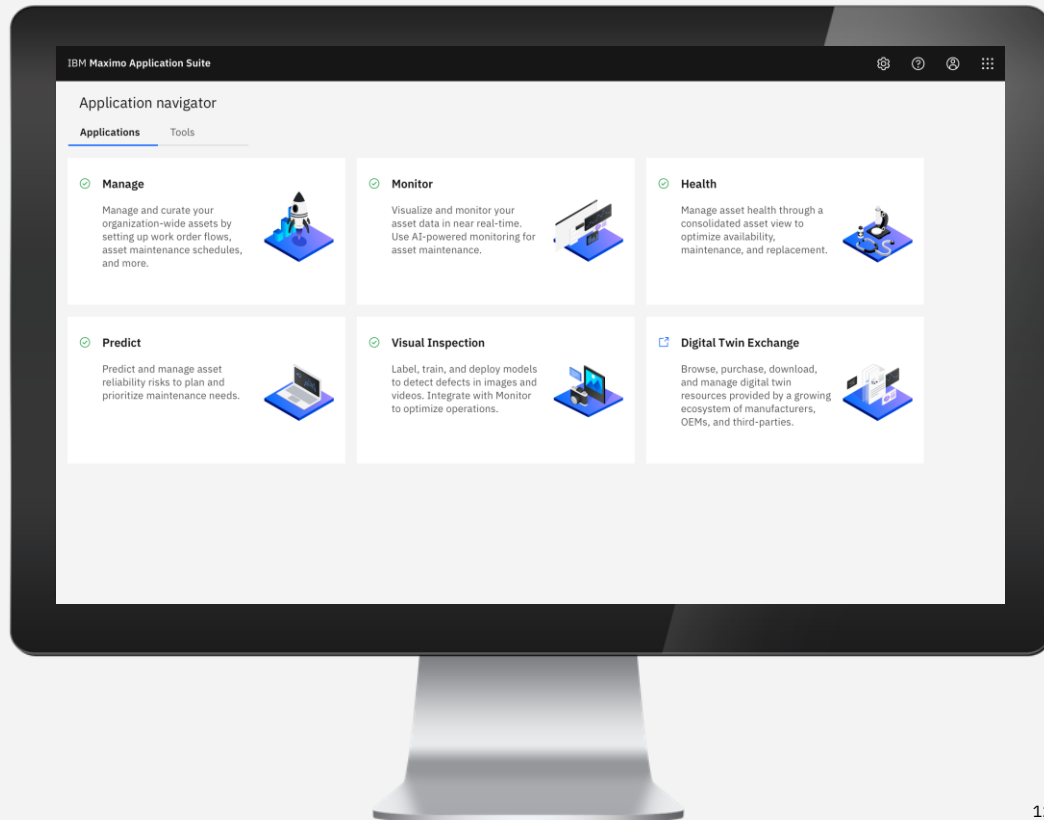 IBM Maximo Application Suite
Application navigator
Applications Tools
Manage
Manage and curate your
organization-wide assets by
setting up work order flows,
asset maintenance schedules,
and more.
Monitor
Visualize and monitor your
asset data in near real-time.
Use AI-powered monitoring for
asset maintenance.
Health
Manage asset health through a
consolidated asset view to
optimize availability,
maintenance, and replacement.
Predict
Predict and manage asset
reliability risks to plan and
prioritize maintenance needs.
Visual Inspection
Label, train, and deploy models
to detect defects in images and
videos. Integrate with Monitor
to optimize operations.
Digital Twin Exchange
Browse, purchase, download,
and manage digital twin
resources provided by a growing
ecosystem of manufacturers,
OEMs, and third-parties.